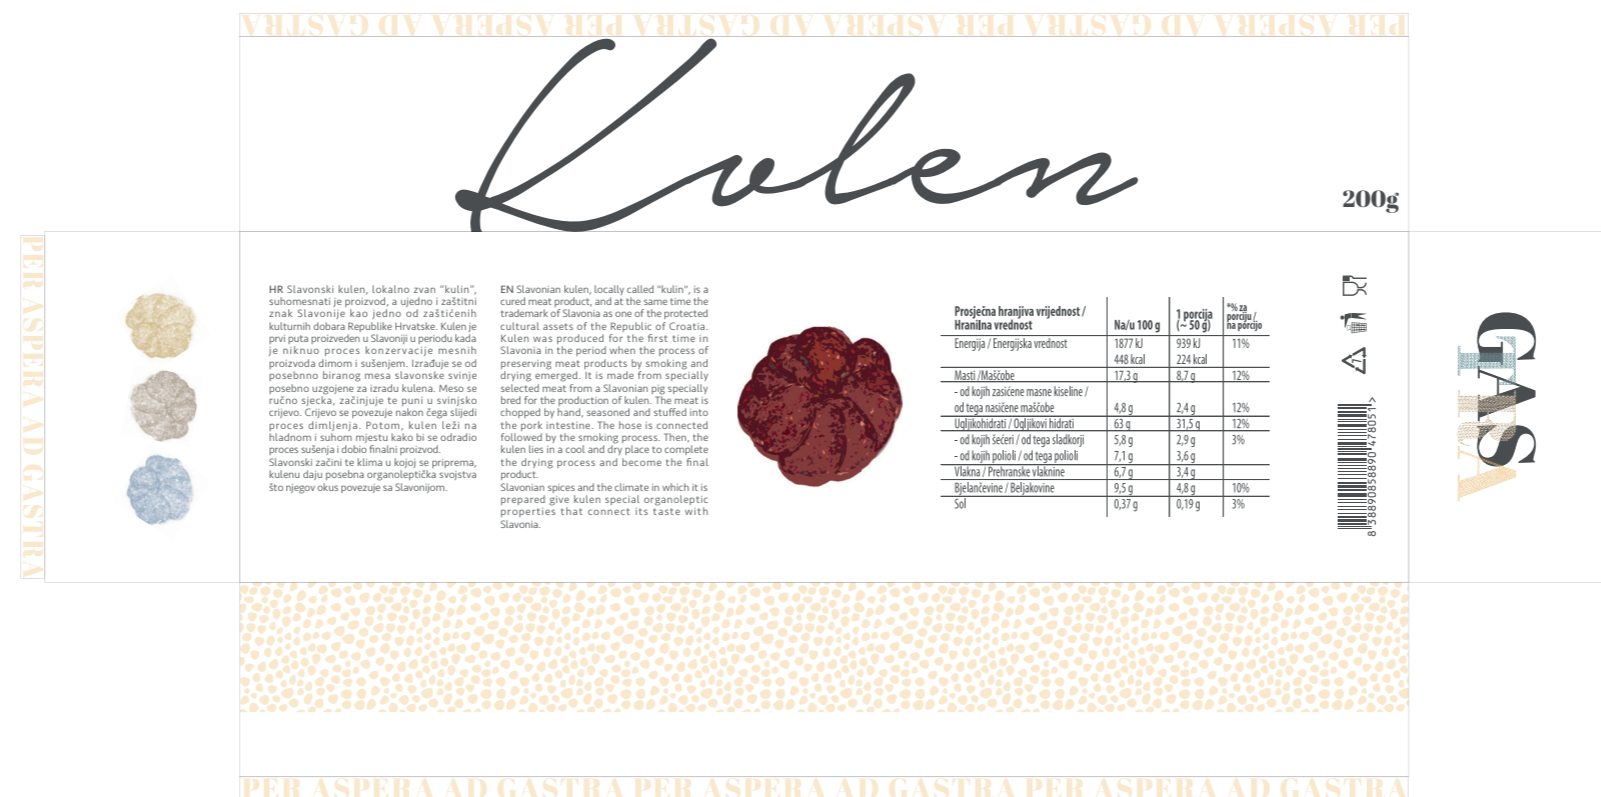 PER ASPERA AD GASTRA PER ASPERA AD GASTRA PER ASPERA AD GASTRA
Kulen
200g
PER ASPERA AD GASTRA
HR Slavonski kulen, lokalno zvan "kulin",
suhomesnati je proizvod, a ujedno i zaštitni
znak Slavonije kao jedno od zaštićenih
kulturnih dobara Republike Hrvatske. Kulen je
prvi puta proizveden u Slavoniji u periodu kada
je niknuo proces konzervacije mesnih
proizvoda dimom i sušenjem. Izrađuje se od
posebnno biranog mesa slavonske svinje
posebno uzgojene za izradu kulena. Meso se
ručno sjecka, začinjuje te puni u svinjsko
crijevo. Crijevo se povezuje nakon čega slijedi
proces dimljenja. Potom, kulen leži na
hladnom i suhom mjestu kako bi se odradio
proces sušenja i dobio finalni proizvod.
Slavonski začini te klima u kojoj se priprema,
kulenu daju posebna organoleptička svojstva
što njegov okus povezuje sa Slavonijom.
EN Slavonian kulen, locally called "kulin", is a
cured meat product, and at the same time the
trademark of Slavonia as one of the protected
cultural assets of the Republic of Croatia.
Kulen was produced for the first time in
Slavonia in the period when the process of
preserving meat products by smoking and
drying emerged. It is made from specially
selected meat from a Slavonian pig specially
bred for the production of kulen. The meat is
chopped by hand, seasoned and stuffed into
the pork intestine. The hose is connected
followed by the smoking process. Then, the
kulen lies in a cool and dry place to complete
the drying process and become the final
product.
Slavonian spices and the climate in which it is
prepared give kulen special organoleptic
properties that connect its taste with
Slavonia.
Prosječna hranjiva vrijednost /
Hranilna vrednost Na/u 100 g 1 porcija (~ 50 g) *% za porciju / na porcijo
Energija / Energijska vrednost 1877 kJ 939 kJ 11%
448 kcal 224 kcal
Masti /Maščobe 17,3 g 8,7 g 12%
- od kojih zasićene masne kiseline /
od tega nasičene maščobe 4,8 g 2,4 g 12%
Ugljikohidrati / Ogljikovi hidrati 63 g 31,5 g 12%
- od kojih šećeri / od tega sladkorji 5,8 g 2,9 g 3%
- od kojih polioli / od tega polioli 7,1 g 3,6 g
Vlakna / Prehranske vlaknine 6,7 g 3,4 g
Bjelančevine / Beljakovine 9,5 g 4,8 g 10%
Sol 0,37 g 0,19 g 3%
7
8 388908588904 78051 >
GASTRA
PER ASPERA AD GASTRA PER ASPERA AD GASTRA PER ASPERA AD GASTRA